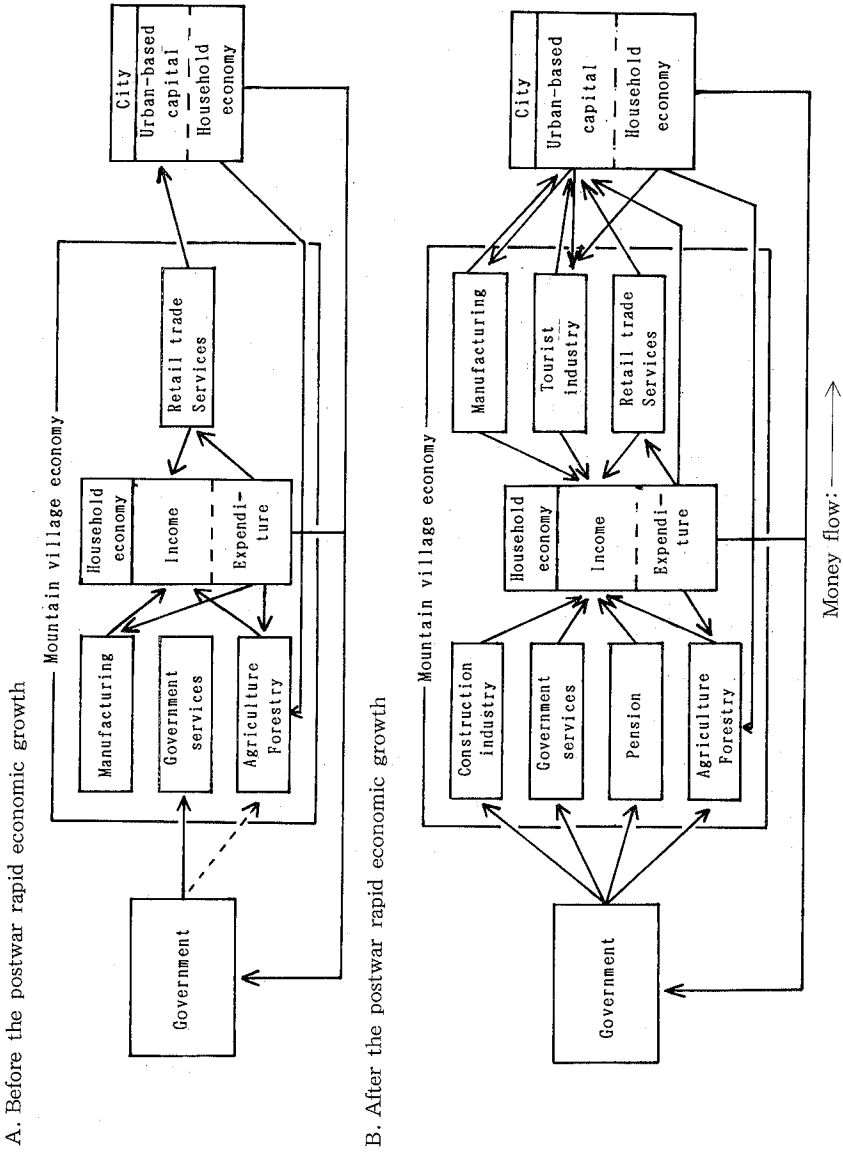 A. Before the postwar rapid economic growth
Mountain village economy
Government
Manufacturing
Government
services
Agriculture
Forestry
Household
economy
Income
Expendi-
ture
Retail trade
Services
City
Urban-based
capital
Household
economy
B. After the postwar rapid economic growth
Mountain village economy
Government
Construction
industry
Government
services
Pension
Agriculture
Forestry
Household
economy
Income
Expendi-
ture
Manufacturing
Tourist
industry
Retail trade
Services
City
Urban-based
capital
Household
economy
Money flow: